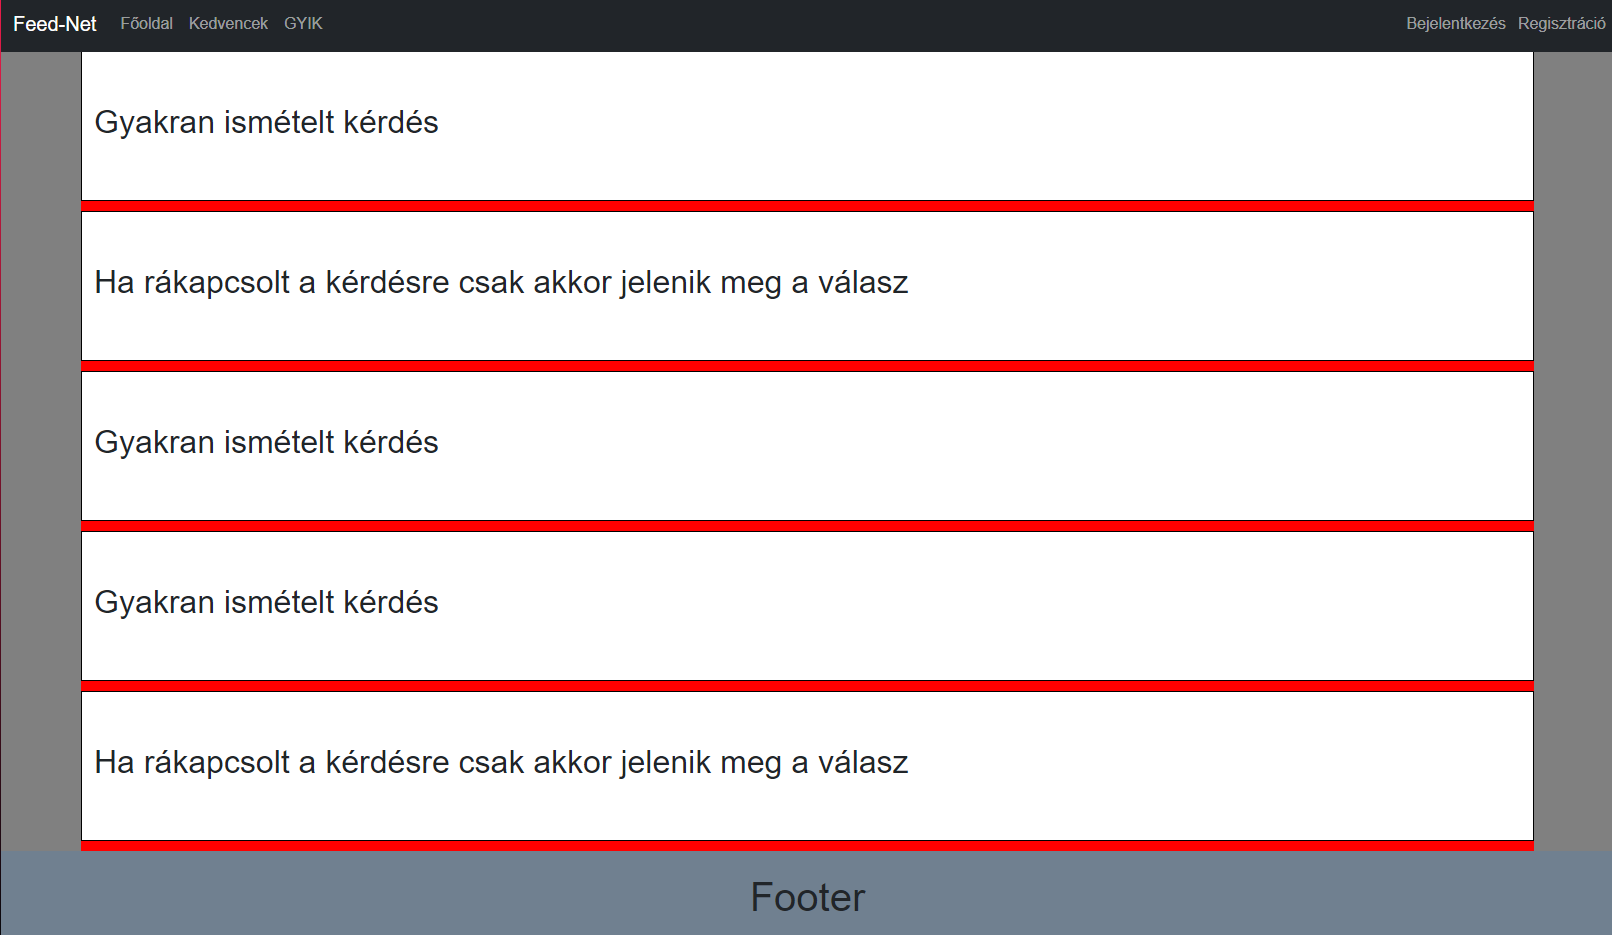 Feed-Net Főoldal Kedvencek GYIK Bejelentkezés Regisztráció
Gyakran ismételt kérdés
Ha rákapcsolt a kérdésre csak akkor jelenik meg a válasz
Gyakran ismételt kérdés
Gyakran ismételt kérdés
Ha rákapcsolt a kérdésre csak akkor jelenik meg a válasz
Footer